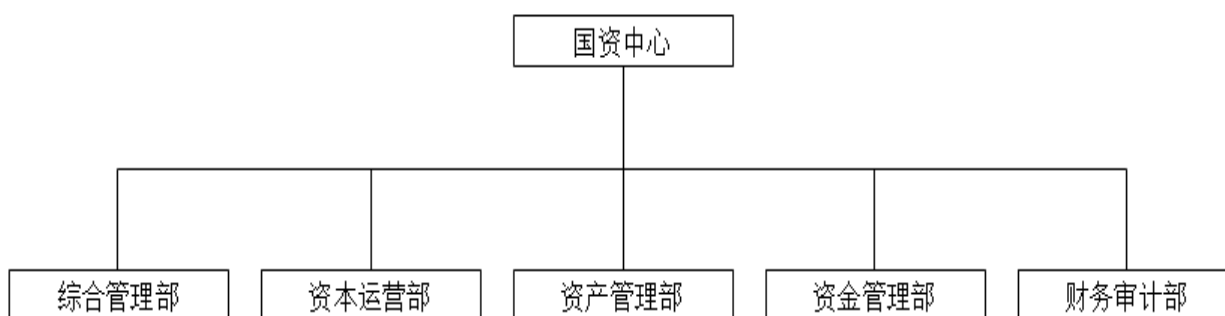 国资中心
综合管理部
资本运营部
资产管理部
资金管理部
财务审计部